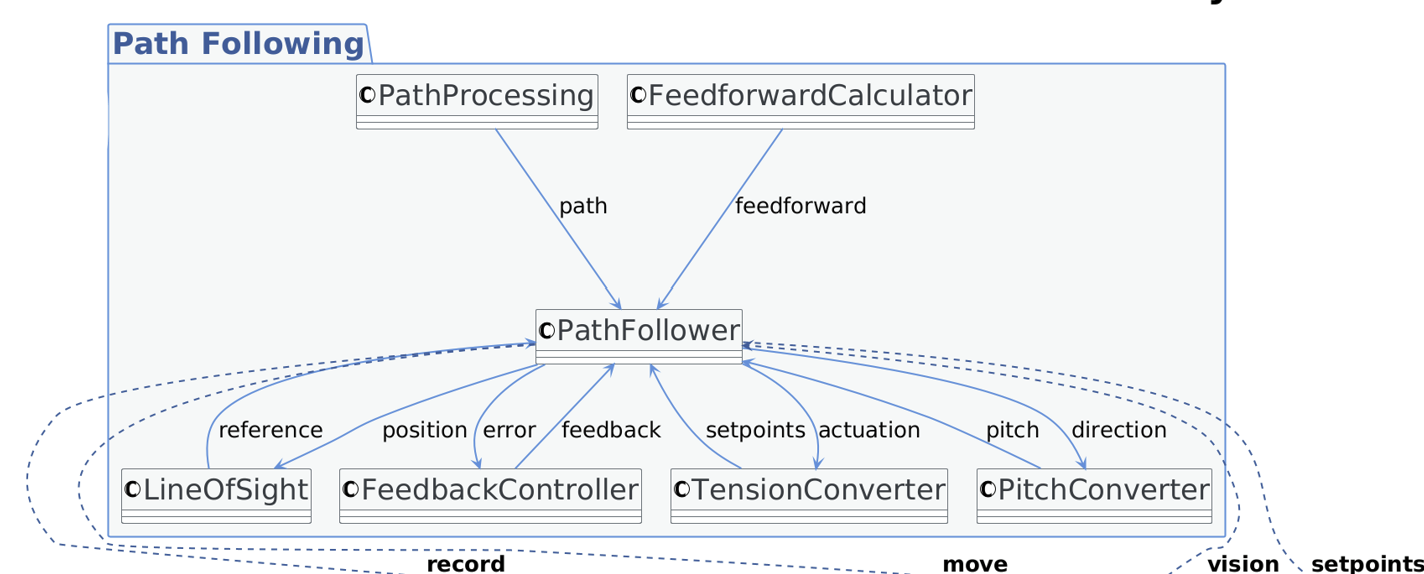 Path Following
PathProcessing
FeedforwardCalculator
path
feedforward
PathFollower
reference
position
error
feedback
setpoints
actuation
pitch
direction
LineOfSight
FeedbackController
TensionConverter
PitchConverter
record
move
vision
setpoints